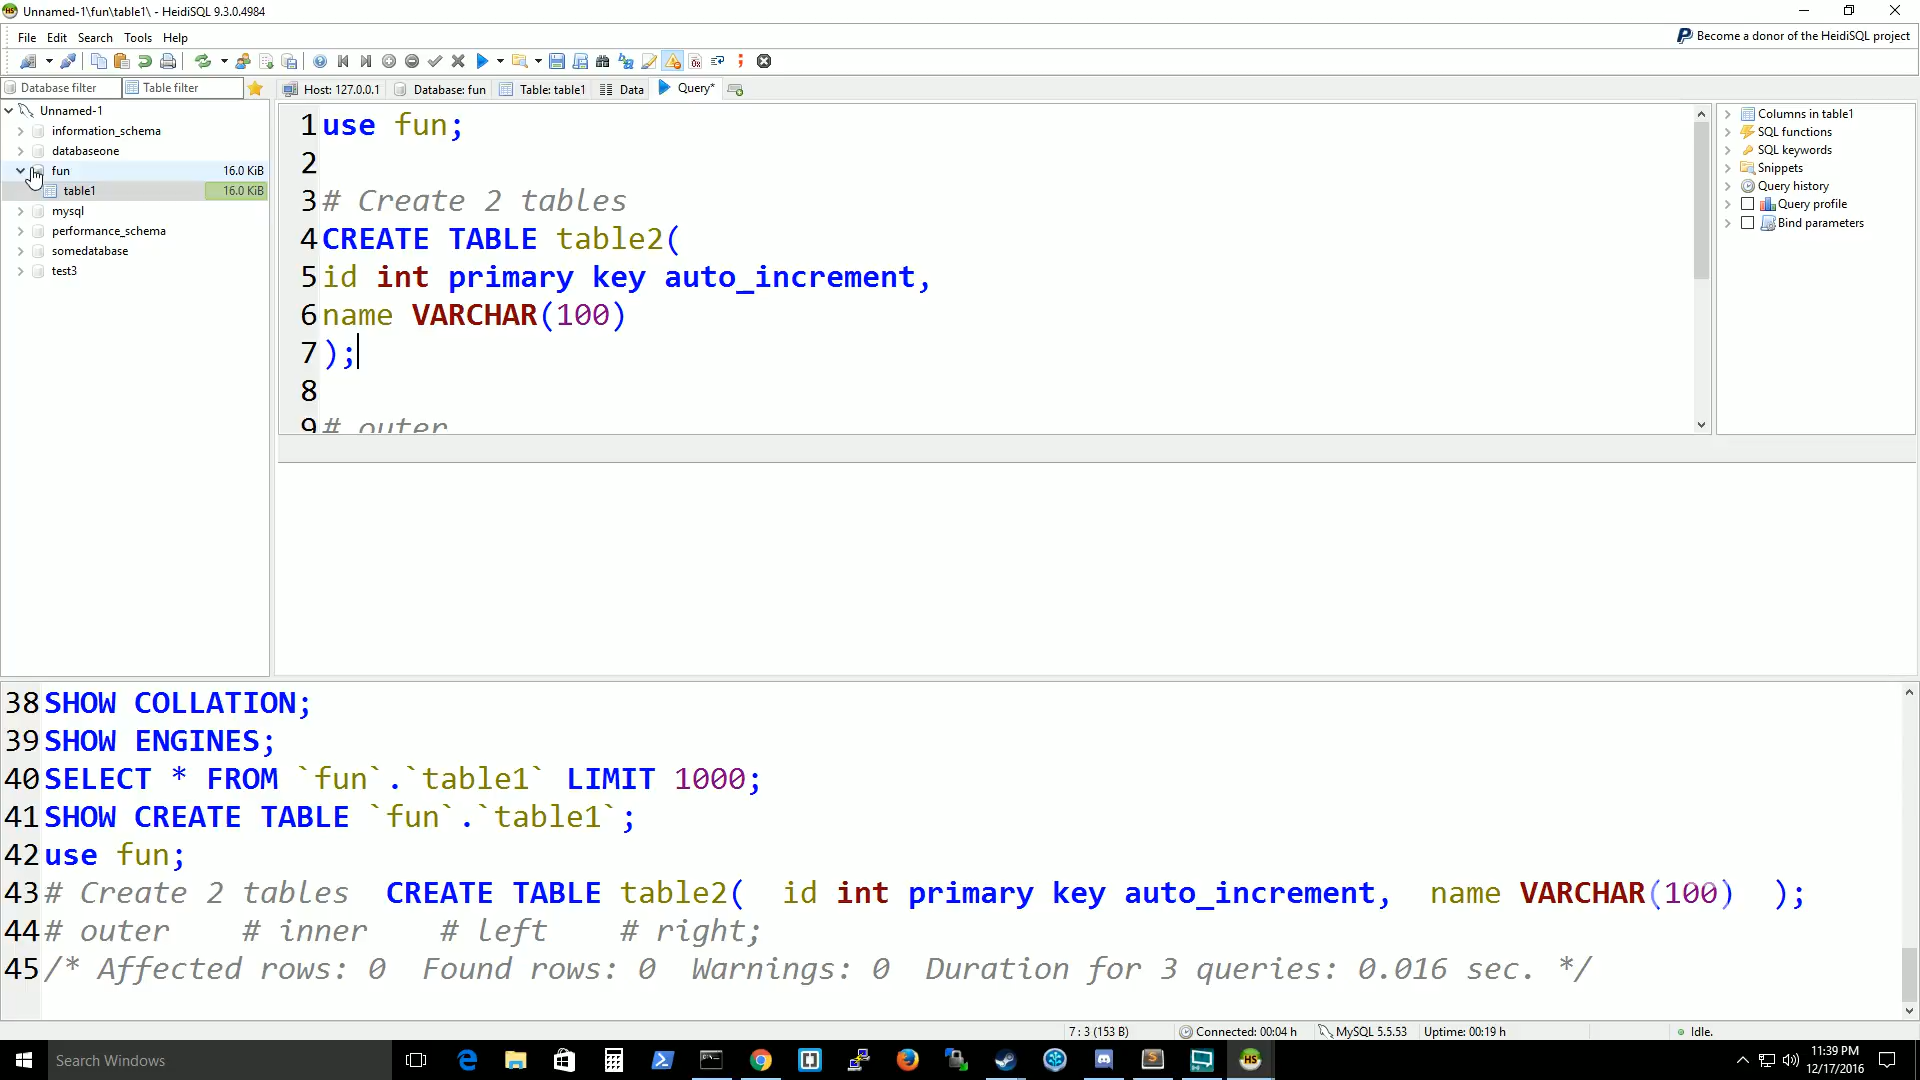 Unnamed-1\fun\table1\ - HeidiSQL 9.3.0.4984
File Edit Search Tools Help
Become a donor of the HeidiSQL project
Database filter
Table filter
Host: 127.0.0.1
Database: fun
Table: table1
Data
Query*
Unnamed-1
information_schema
databaseone
fun 16.0 KiB
table1 16.0 KiB
mysql
performance_schema
somedatabase
test3
1 use fun;
2
3 # Create 2 tables
4 CREATE TABLE table2(
5 id int primary key auto_increment,
6 name VARCHAR(100)
7 );
8
9 # outer
Columns in table1
SQL functions
SQL keywords
Snippets
Query history
Query profile
Bind parameters
38 SHOW COLLATION;
39 SHOW ENGINES;
40 SELECT * FROM `fun`.`table1` LIMIT 1000;
41 SHOW CREATE TABLE `fun`.`table1`;
42 use fun;
43 # Create 2 tables CREATE TABLE table2( id int primary key auto_increment, name VARCHAR(100) );
44 # outer # inner # left # right;
45 /* Affected rows: 0 Found rows: 0 Warnings: 0 Duration for 3 queries: 0.016 sec. */
7 : 3 (153 B)
Connected: 00:04 h
MySQL 5.5.53
Uptime: 00:19 h
Idle.
Search Windows
11:39 PM
12/17/2016